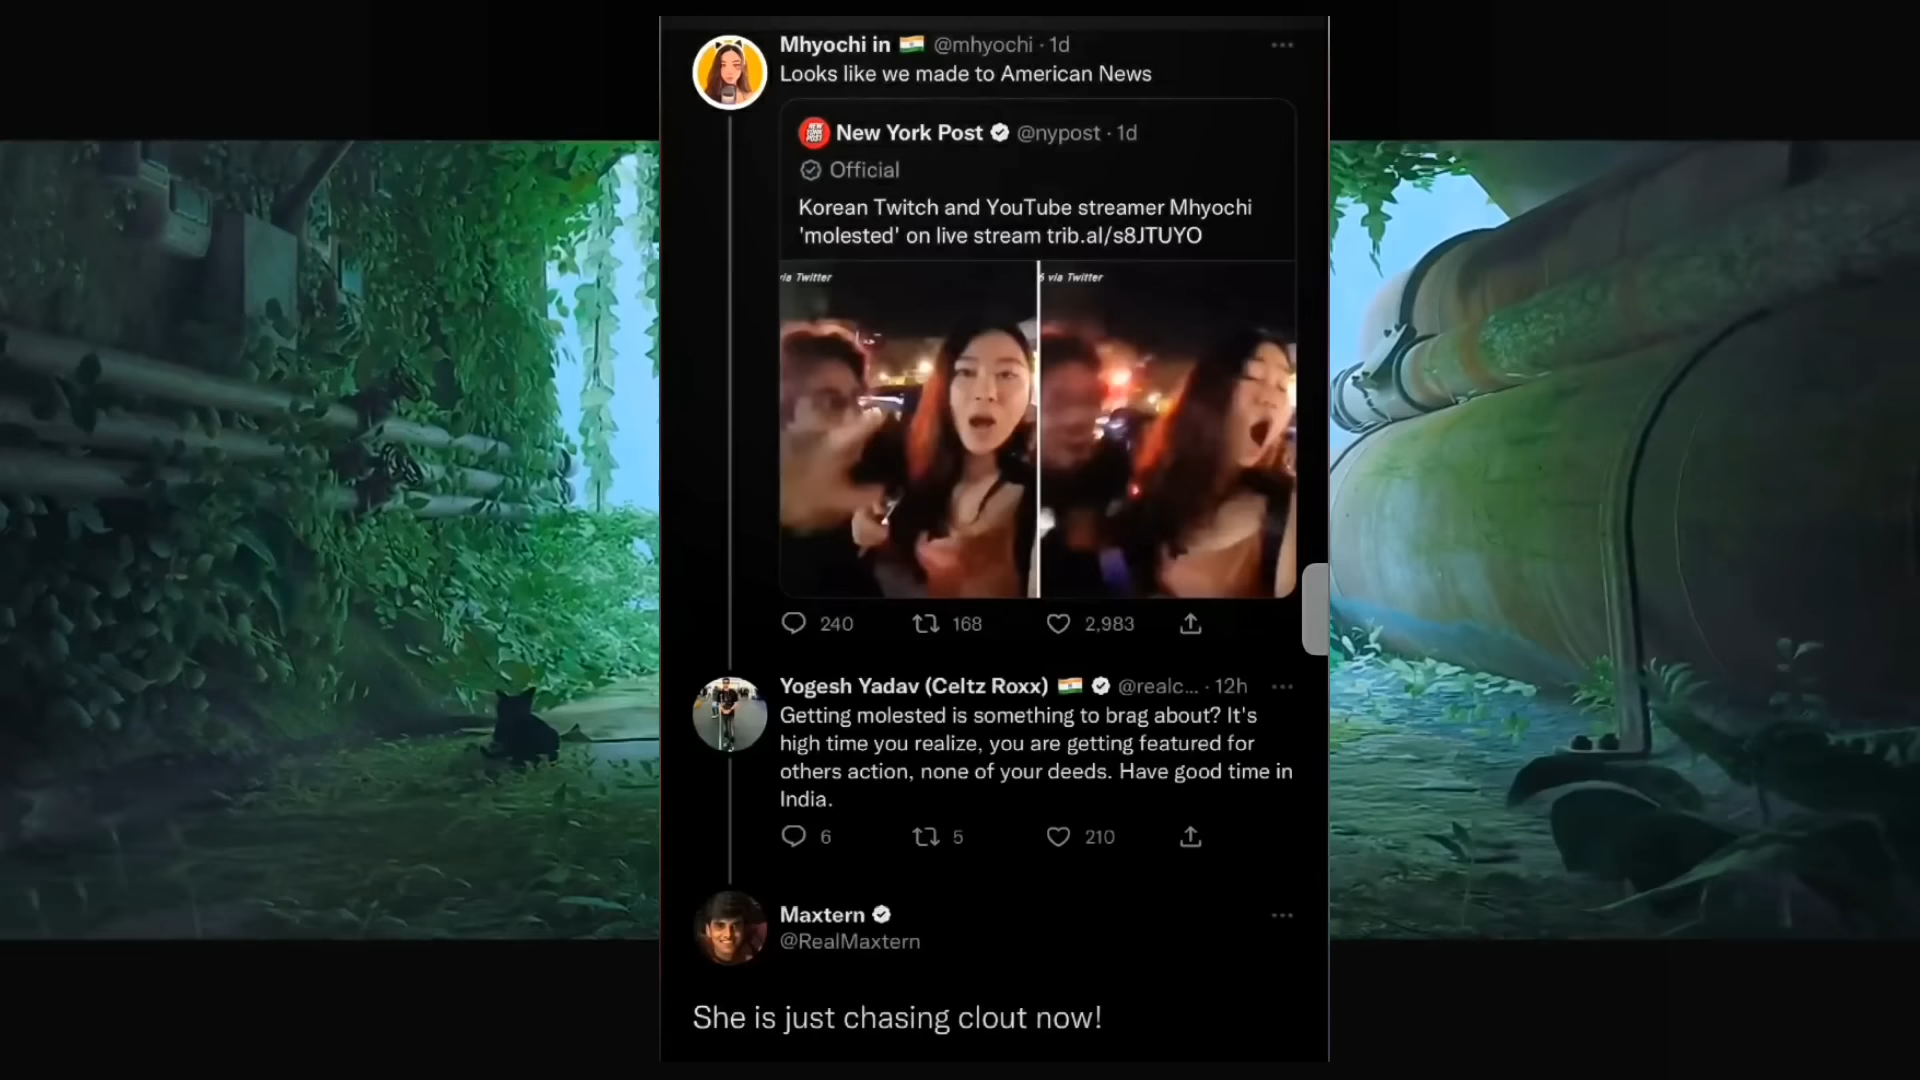 Mhyochi in 🇮🇳 @mhyochi · 1d
Looks like we made to American News
NEW YORK POST
New York Post @nypost · 1d
Official
Korean Twitch and YouTube streamer Mhyochi
'molested' on live stream trib.al/s8JTUYO
via Twitter
via Twitter
240 168 2,983
Yogesh Yadav (Celtz Roxx) 🇮🇳 @realc... · 12h
Getting molested is something to brag about? It's
high time you realize, you are getting featured for
others action, none of your deeds. Have good time in
India.
6 5 210
Maxtern
@RealMaxtern
She is just chasing clout now!